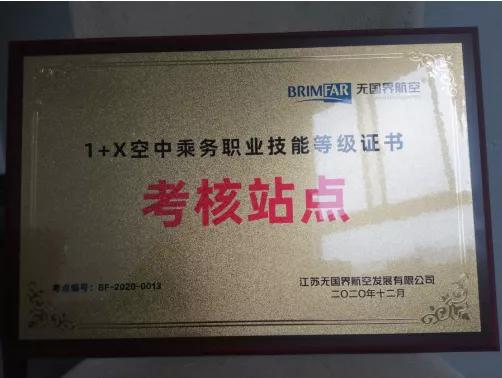 BRIMFAR 无国界航空
1+X空中乘务职业技能等级证书
考核站点
考点编号：BF-2020-0013
江苏无国界航空发展有限公司
二〇二〇年十二月